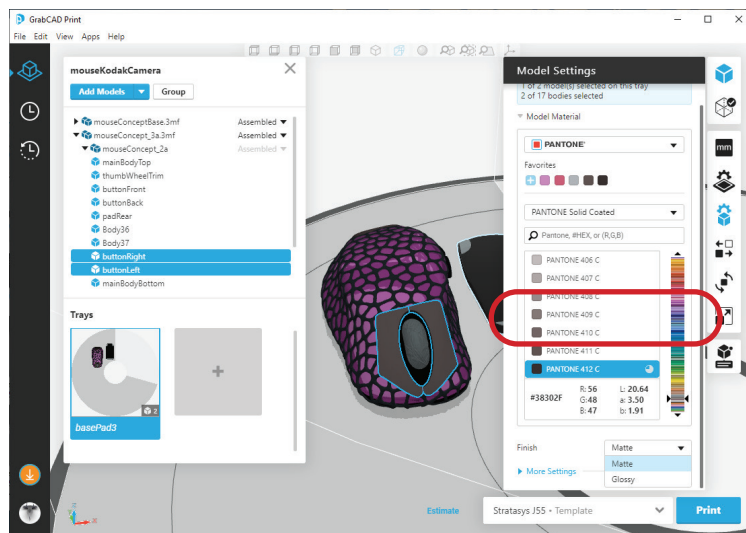 GrabCAD Print
File Edit View Apps Help
mouseKodakCamera
Add Models
Group
mouseConceptBase.3mf Assembled
mouseConcept_3a.3mf Assembled
mouseConcept_2a Assembled
mainBodyTop
thumbWheelTrim
buttonFront
buttonBack
padRear
Body36
Body37
buttonRight
buttonLeft
mainBodyBottom
Trays
2
basePad3
Model Settings
1 of 2 model(s) selected on this tray
2 of 17 bodies selected
Model Material
PANTONE'
Favorites
PANTONE Solid Coated
Pantone, #HEX, or (R,G,B)
PANTONE 406 C
PANTONE 407 C
PANTONE 408 C
PANTONE 409 C
PANTONE 410 C
PANTONE 411 C
PANTONE 412 C
#38302F
R: 56 L: 20.64
G: 48 a: 3.50
B: 47 b: 1.91
Finish Matte
Matte
Glossy
More Settings
mm
Z
X
Estimate
Stratasys J55 - Template
Print